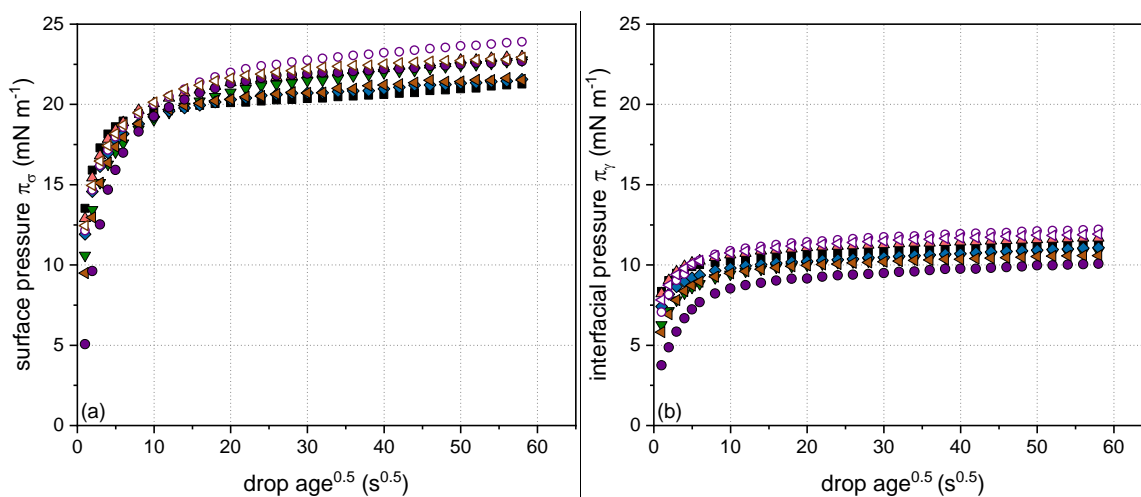 25
20
15
10
5
0
surface pressure π_σ (mN m⁻¹)
(a)
0 10 20 30 40 50 60
drop age⁰·⁵ (s⁰·⁵)
25
20
15
10
5
0
interfacial pressure π_γ (mN m⁻¹)
(b)
0 10 20 30 40 50 60
drop age⁰·⁵ (s⁰·⁵)